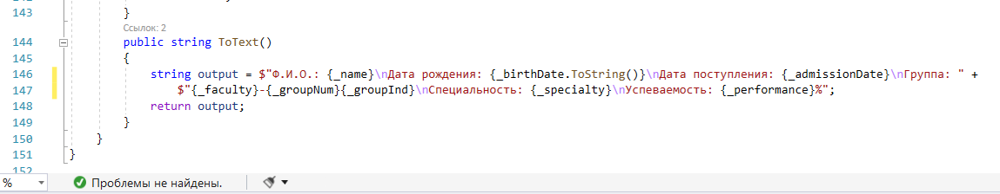 143 }
Ссылок: 2
144 public string ToText()
145 {
146 string output = $"Ф.И.О.: {_name}\nДата рождения: {_birthDate.ToString()}\nДата поступления: {_admissionDate}\nГруппа: " +
147 $"{_faculty}-{_groupNum}{_groupInd}\nСпециальность: {_specialty}\nУспеваемость: {_performance}%";
148 return output;
149 }
150 }
151 }
152
% Проблемы не найдены.